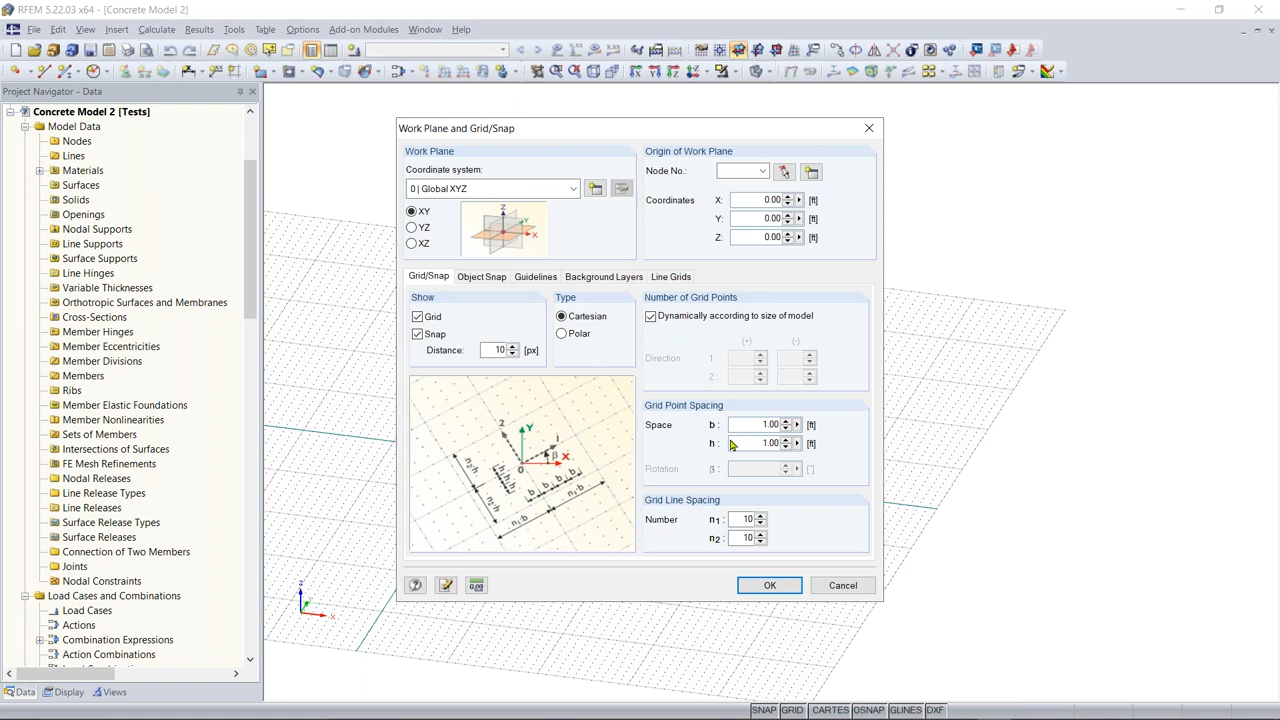 RFEM 5.22.03 x64 - [Concrete Model 2]
File Edit View Insert Calculate Results Tools Table Options Add-on Modules Window Help
Project Navigator - Data
Concrete Model 2 [Tests]
Model Data
Nodes
Lines
Materials
Surfaces
Solids
Openings
Nodal Supports
Line Supports
Surface Supports
Line Hinges
Variable Thicknesses
Orthotropic Surfaces and Membranes
Cross-Sections
Member Hinges
Member Eccentricities
Member Divisions
Members
Ribs
Member Elastic Foundations
Member Nonlinearities
Sets of Members
Intersections of Surfaces
FE Mesh Refinements
Nodal Releases
Line Release Types
Line Releases
Surface Release Types
Surface Releases
Connection of Two Members
Joints
Nodal Constraints
Load Cases and Combinations
Load Cases
Actions
Combination Expressions
Action Combinations
Data Display Views
Work Plane and Grid/Snap
Work Plane
Coordinate system:
0 | Global XYZ
XY
YZ
XZ
Z
Y
X
Origin of Work Plane
Node No.:
Coordinates X: 0.00 [ft]
Y: 0.00 [ft]
Z: 0.00 [ft]
Grid/Snap Object Snap Guidelines Background Layers Line Grids
Show
Grid
Snap
Distance: 10 [px]
Type
Cartesian
Polar
Number of Grid Points
Dynamically according to size of model
(+) (-)
Direction 1 :
2 :
Grid Point Spacing
Space b : 1.00 [ft]
h : 1.00 [ft]
Rotation β : [°]
Grid Line Spacing
Number n1 : 10
n2 : 10
2 Y 1
β X
0
n2·h h h h b b b b
n2·h n1·b
n1·b
OK Cancel
Z
X
SNAP GRID CARTES OSNAP GLINES DXF